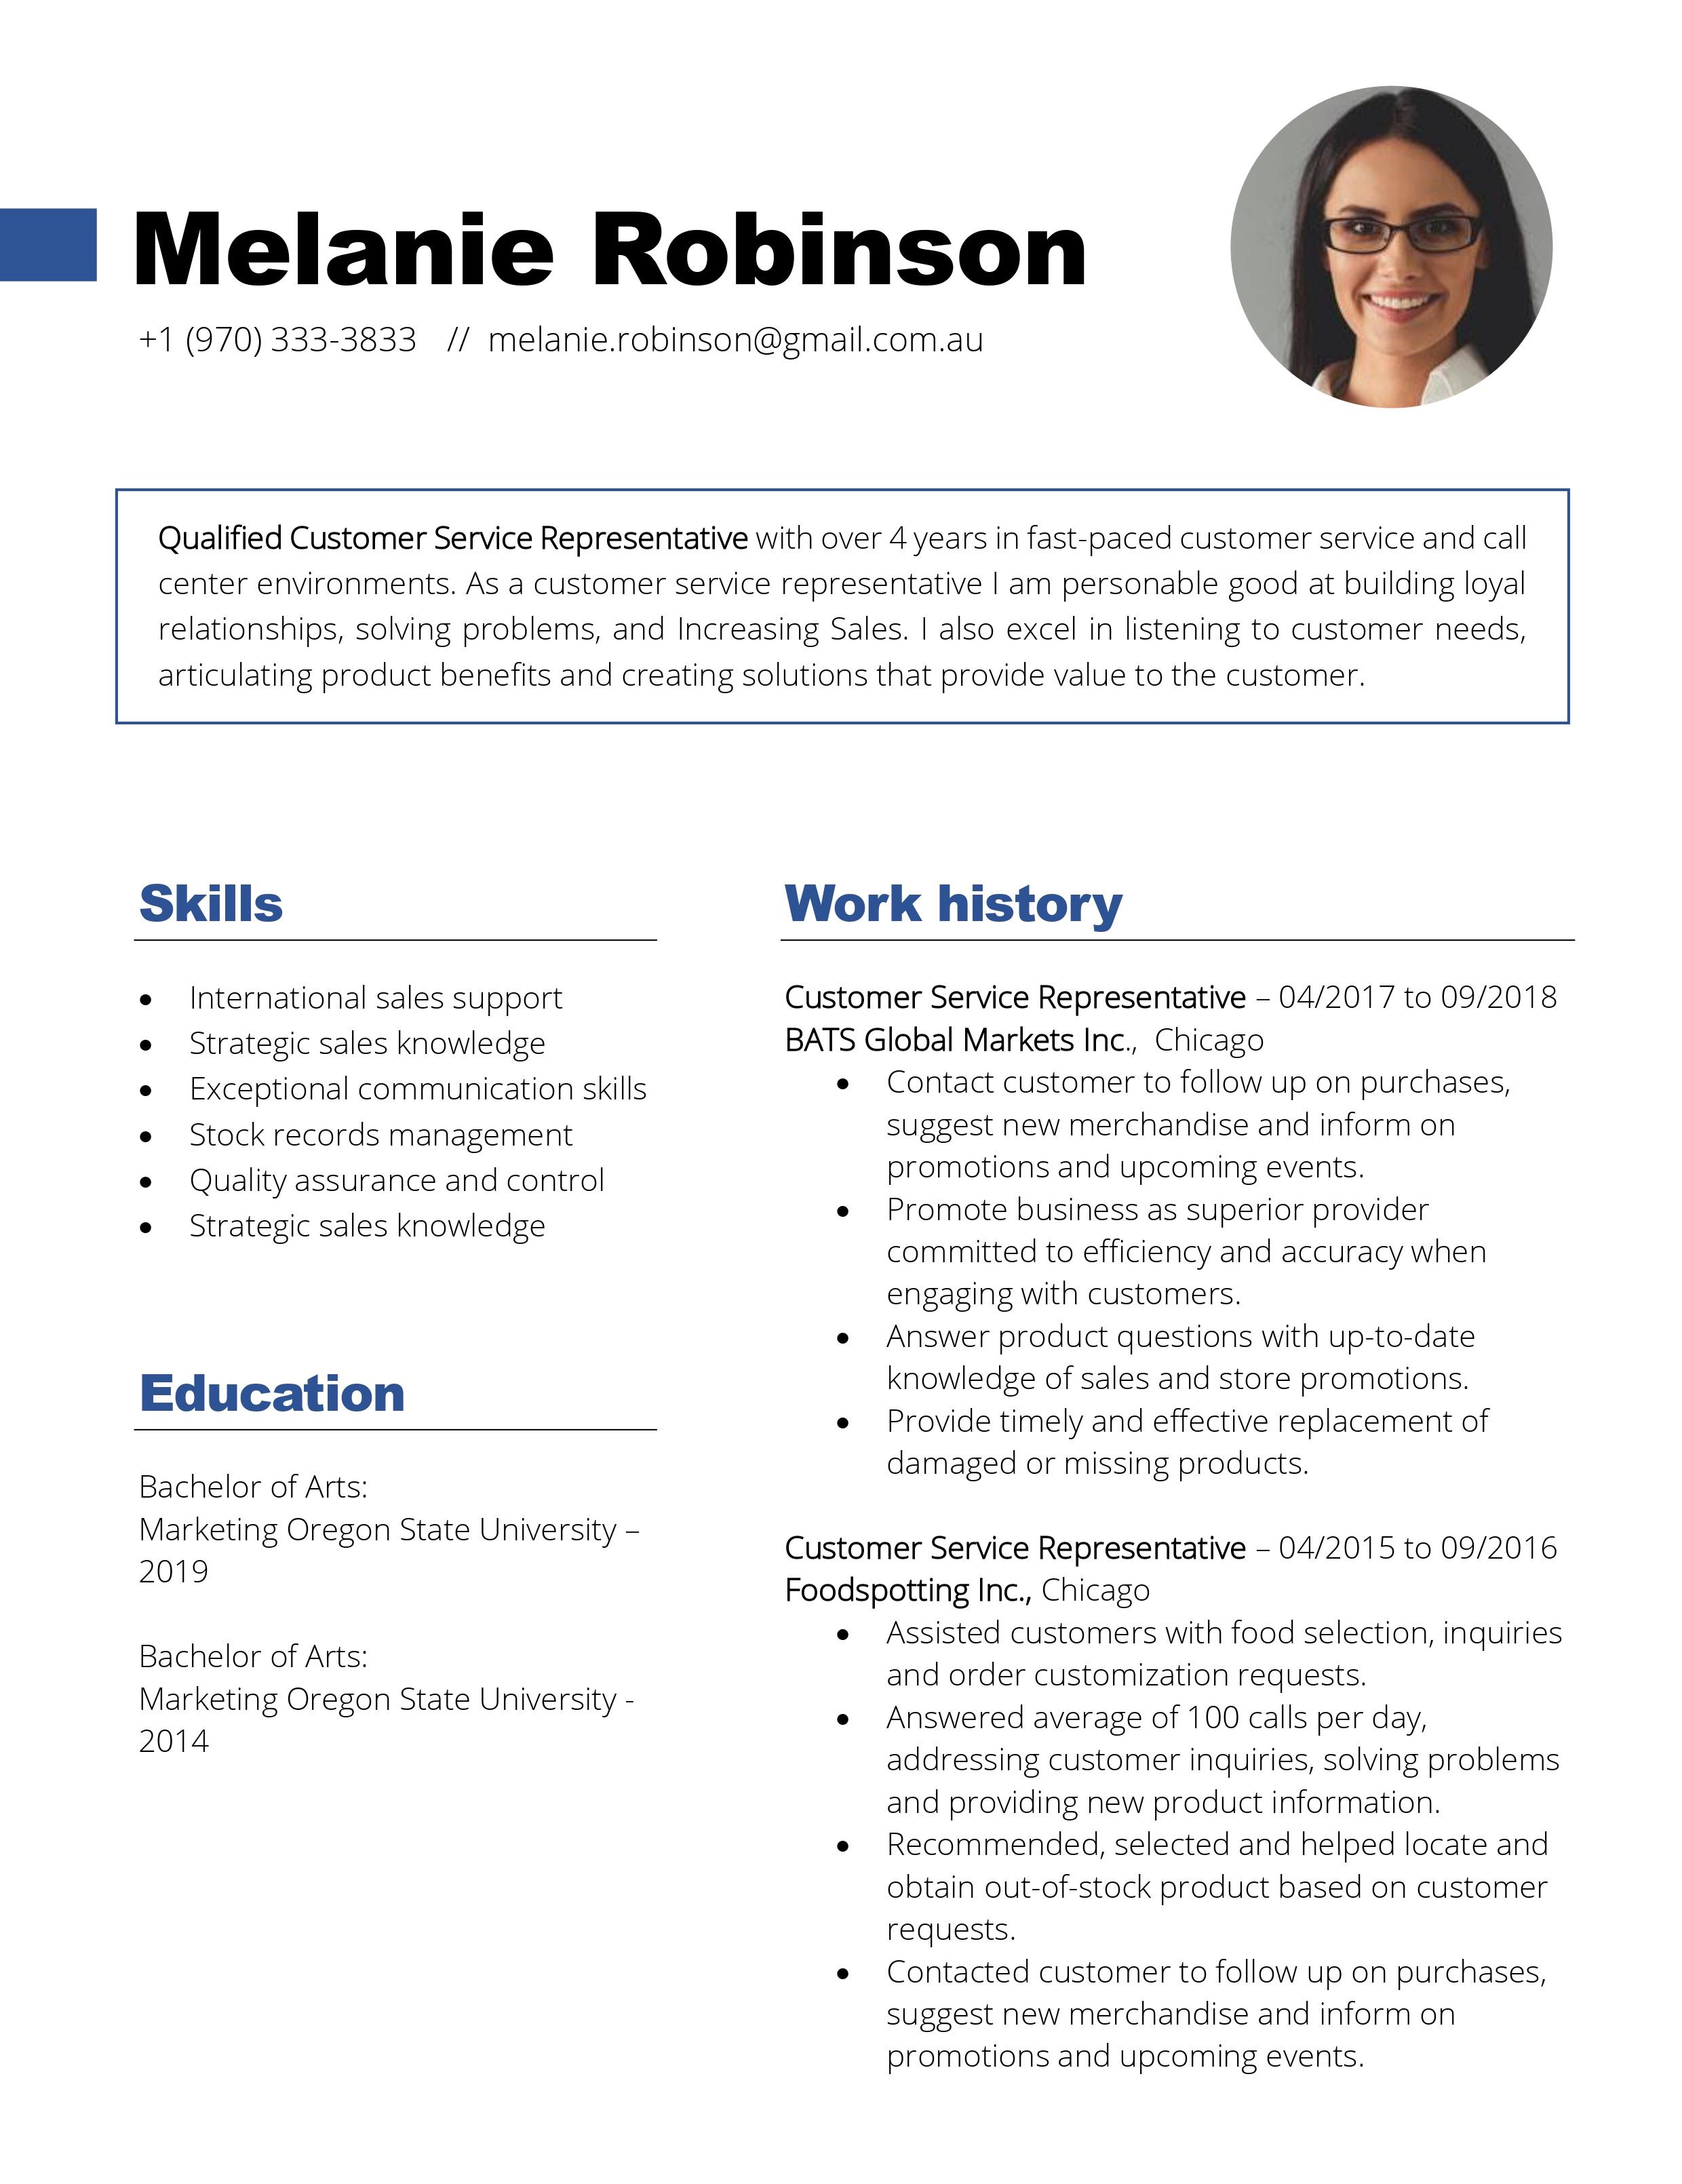 Melanie Robinson
+1 (970) 333-3833 // melanie.robinson@gmail.com.au
Qualified Customer Service Representative with over 4 years in fast-paced customer service and call
center environments. As a customer service representative I am personable good at building loyal
relationships, solving problems, and Increasing Sales. I also excel in listening to customer needs,
articulating product benefits and creating solutions that provide value to the customer.
Skills
• International sales support
• Strategic sales knowledge
• Exceptional communication skills
• Stock records management
• Quality assurance and control
• Strategic sales knowledge
Education
Bachelor of Arts:
Marketing Oregon State University –
2019
Bachelor of Arts:
Marketing Oregon State University -
2014
Work history
Customer Service Representative – 04/2017 to 09/2018
BATS Global Markets Inc., Chicago
• Contact customer to follow up on purchases,
suggest new merchandise and inform on
promotions and upcoming events.
• Promote business as superior provider
committed to efficiency and accuracy when
engaging with customers.
• Answer product questions with up-to-date
knowledge of sales and store promotions.
• Provide timely and effective replacement of
damaged or missing products.
Customer Service Representative – 04/2015 to 09/2016
Foodspotting Inc., Chicago
• Assisted customers with food selection, inquiries
and order customization requests.
• Answered average of 100 calls per day,
addressing customer inquiries, solving problems
and providing new product information.
• Recommended, selected and helped locate and
obtain out-of-stock product based on customer
requests.
• Contacted customer to follow up on purchases,
suggest new merchandise and inform on
promotions and upcoming events.